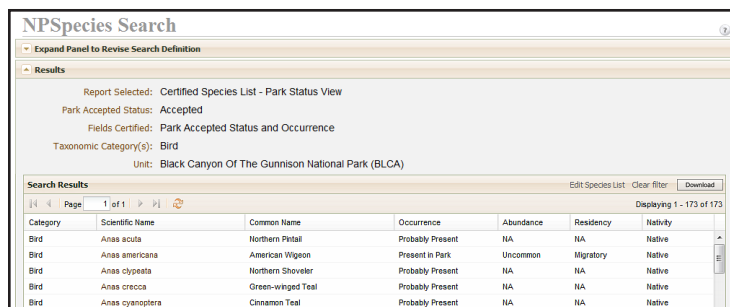 NPSpecies Search
?
Expand Panel to Revise Search Definition
Results
Report Selected: Certified Species List - Park Status View
Park Accepted Status: Accepted
Fields Certified: Park Accepted Status and Occurrence
Taxonomic Category(s): Bird
Unit: Black Canyon Of The Gunnison National Park (BLCA)
Search Results Edit Species List Clear filter Download
Page 1 of 1 Displaying 1 - 173 of 173
Category Scientific Name Common Name Occurrence Abundance Residency Nativity
Bird Anas acuta Northern Pintail Probably Present NA NA Native
Bird Anas americana American Wigeon Present in Park Uncommon Migratory Native
Bird Anas clypeata Northern Shoveler Probably Present NA NA Native
Bird Anas crecca Green-winged Teal Probably Present NA NA Native
Bird Anas cyanoptera Cinnamon Teal Probably Present NA NA Native